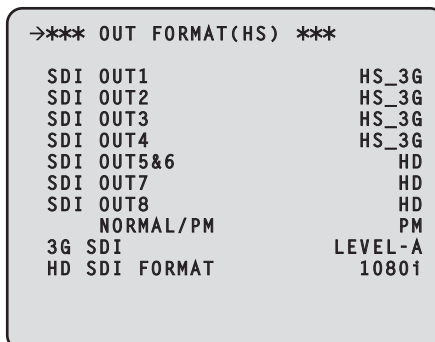 →*** OUT FORMAT(HS) ***
SDI OUT1 HS_3G
SDI OUT2 HS_3G
SDI OUT3 HS_3G
SDI OUT4 HS_3G
SDI OUT5&6 HD
SDI OUT7 HD
SDI OUT8 HD
NORMAL/PM PM
3G SDI LEVEL-A
HD SDI FORMAT 1080i